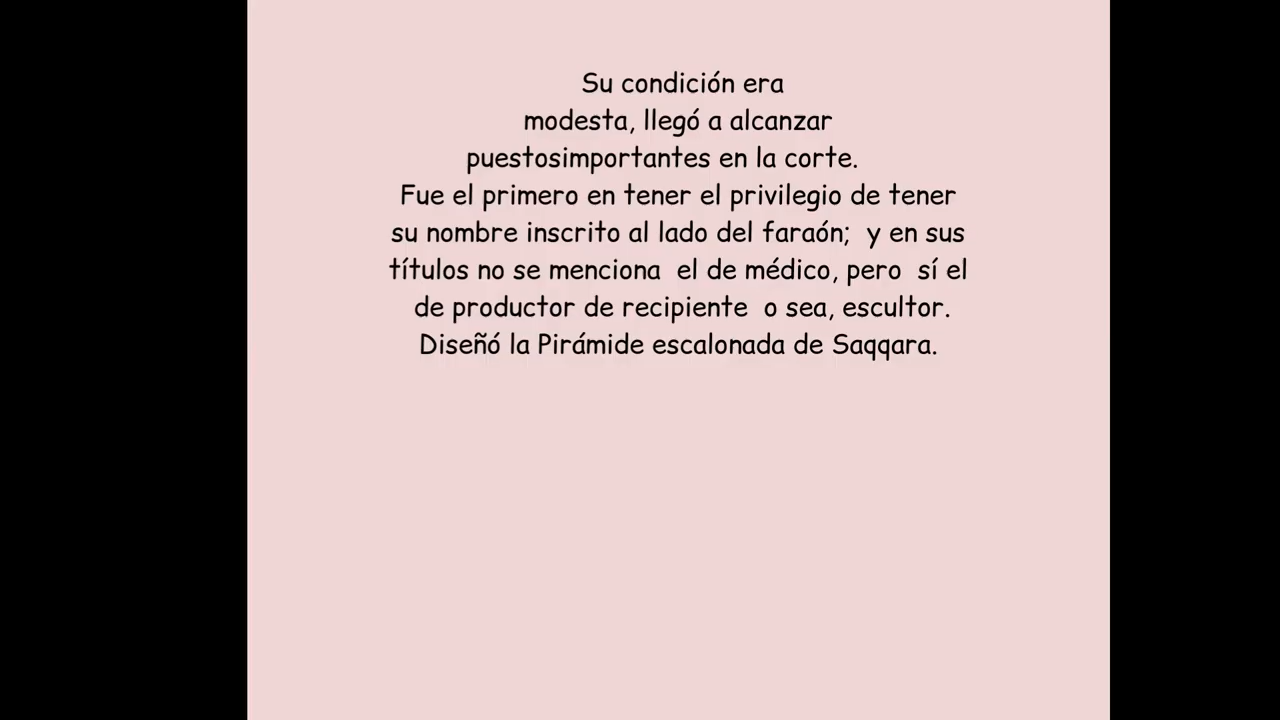 Su condición era
modesta, llegó a alcanzar
puestosimportantes en la corte.
Fue el primero en tener el privilegio de tener
su nombre inscrito al lado del faraón;  y en sus
títulos no se menciona  el de médico, pero  sí el
de productor de recipiente  o sea, escultor.
Diseñó la Pirámide escalonada de Saqqara.